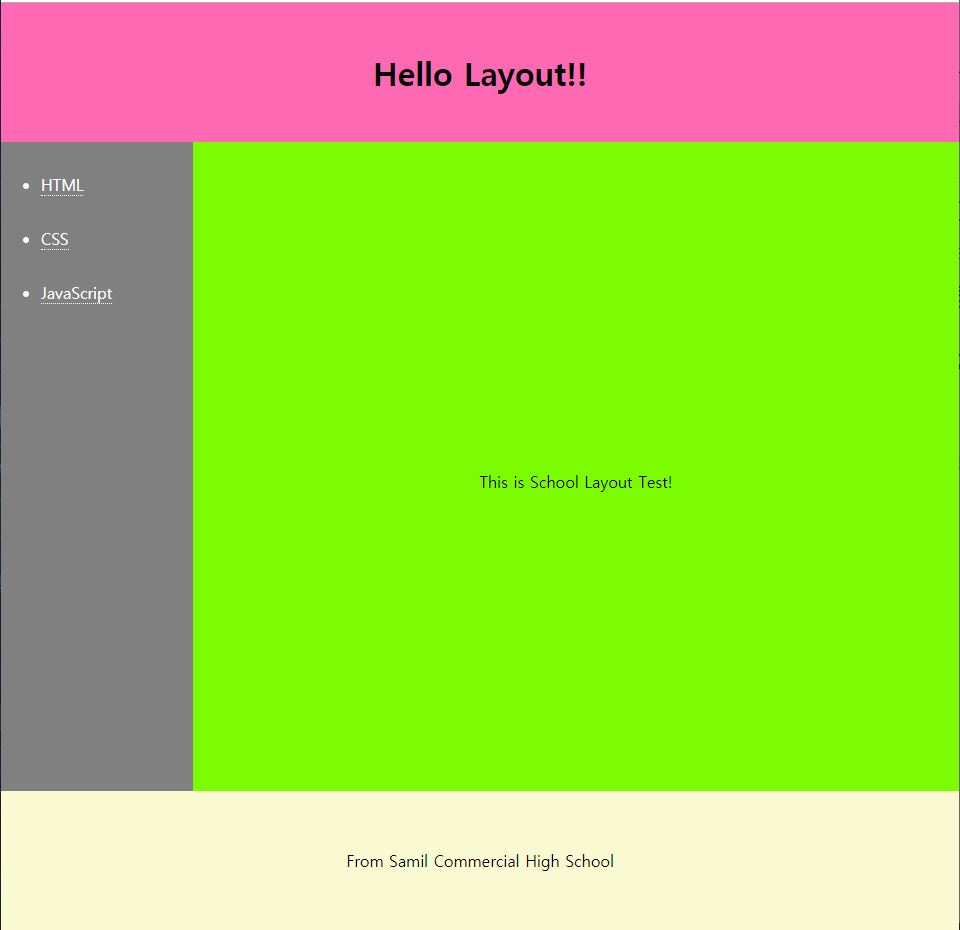 Hello Layout!!
HTML
CSS
JavaScript
This is School Layout Test!
From Samil Commercial High School